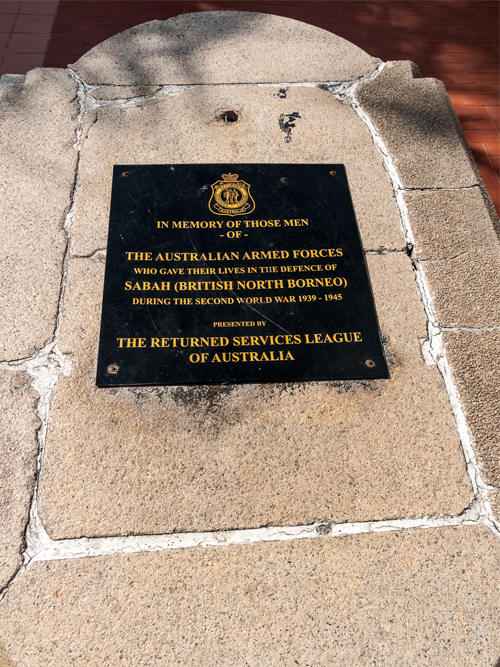 AUSTRALIA
IN MEMORY OF THOSE MEN
- OF -
THE AUSTRALIAN ARMED FORCES
WHO GAVE THEIR LIVES IN THE DEFENCE OF
SABAH (BRITISH NORTH BORNEO)
DURING THE SECOND WORLD WAR 1939 - 1945
PRESENTED BY
THE RETURNED SERVICES LEAGUE
OF AUSTRALIA